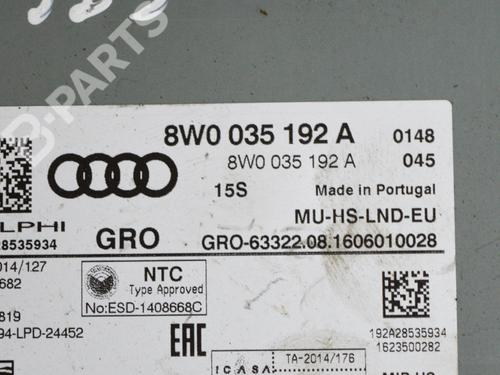 B-PARTS
8W0 035 192 A 0148
8W0 035 192 A 045
15S Made in Portugal
MU-HS-LND-EU
LPHI
28535934
GRO GRO-63322.08.1606010028
014/127
682
NTC
Type Approved
No:ESD-1408668C
819
94-LPD-24452
EAC
192A28535934
1623500282
ICASA TA-2014/176